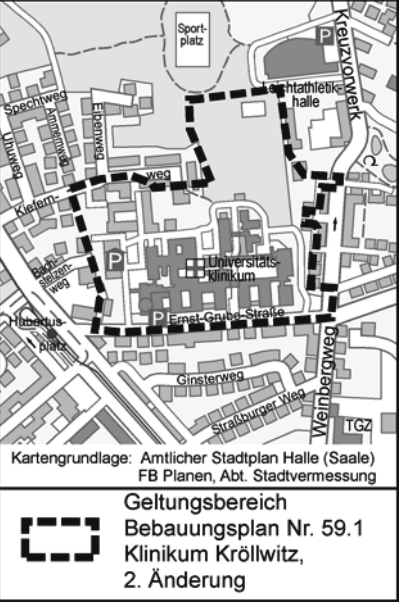 Sport-
platz
P
Kreuzvorwerk
Leichtathletik-
halle
Spechtweg
Ammernweg
Eibenweg
Uhuweg
weg
Kiefern-
P
Bach-
stelzen-
weg
Universitäts-
klinikum
Hubertus-
platz
P
Ernst-Grube-Straße
Ginsterweg
Straßburger Weg
Weinbergweg
TGZ
Kartengrundlage: Amtlicher Stadtplan Halle (Saale)
FB Planen, Abt. Stadtvermessung
Geltungsbereich
Bebauungsplan Nr. 59.1
Klinikum Kröllwitz,
2. Änderung